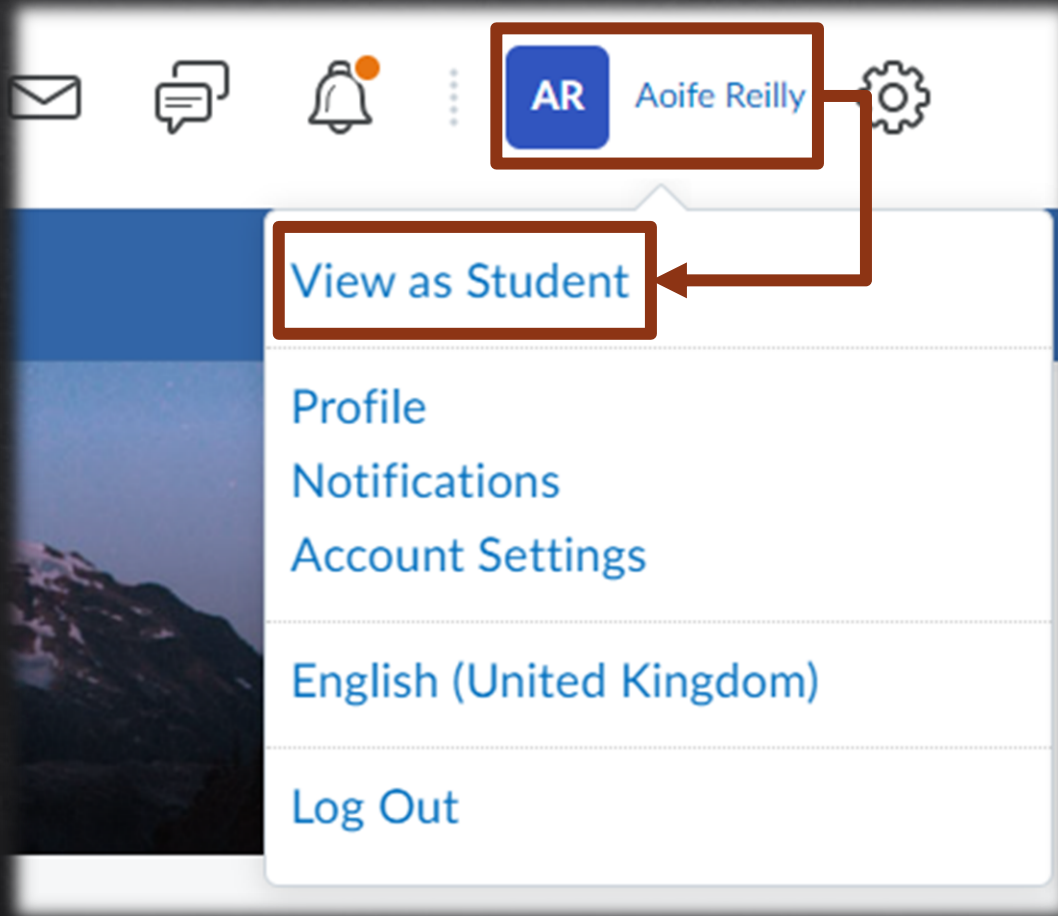 AR Aoife Reilly
View as Student
Profile
Notifications
Account Settings
English (United Kingdom)
Log Out